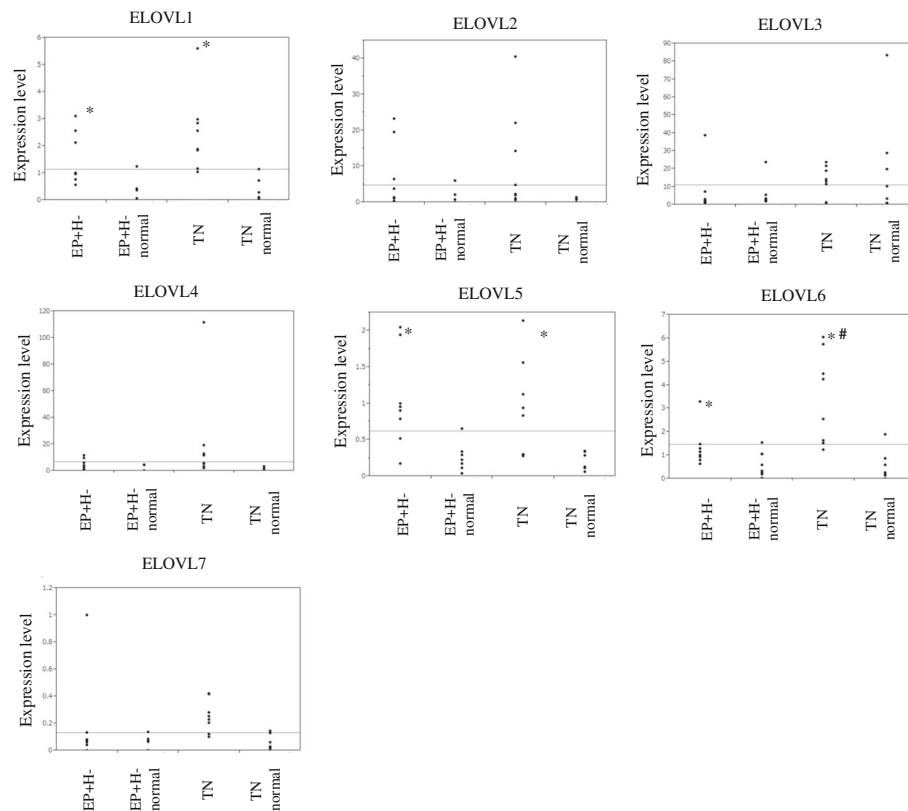 ELOVL1
Expression level
6
5
4
3
2
1
0
*
*
EP+H-
EP+H-
normal
TN
TN
normal
ELOVL2
Expression level
40
30
20
10
0
EP+H-
EP+H-
normal
TN
TN
normal
ELOVL3
Expression level
90
80
70
60
50
40
30
20
10
0
EP+H-
EP+H-
normal
TN
TN
normal
ELOVL4
Expression level
120
100
80
60
40
20
0
EP+H-
EP+H-
normal
TN
TN
normal
ELOVL5
Expression level
2
1.5
1
0.5
0
*
*
EP+H-
EP+H-
normal
TN
TN
normal
ELOVL6
Expression level
7
6
5
4
3
2
1
0
*
* #
EP+H-
EP+H-
normal
TN
TN
normal
ELOVL7
Expression level
1.2
1
0.8
0.6
0.4
0.2
0
EP+H-
EP+H-
normal
TN
TN
normal